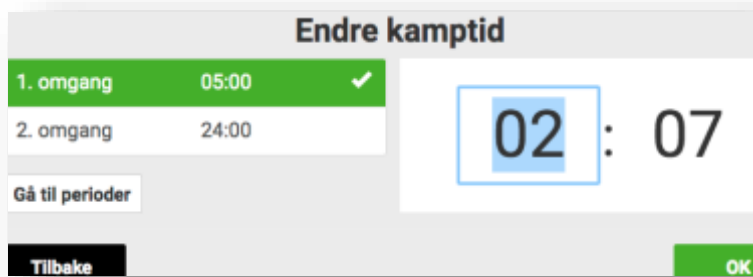 Endre kamptid
1. omgang 05:00
2. omgang 24:00
02 : 07
Gå til perioder
Tilbake
OK